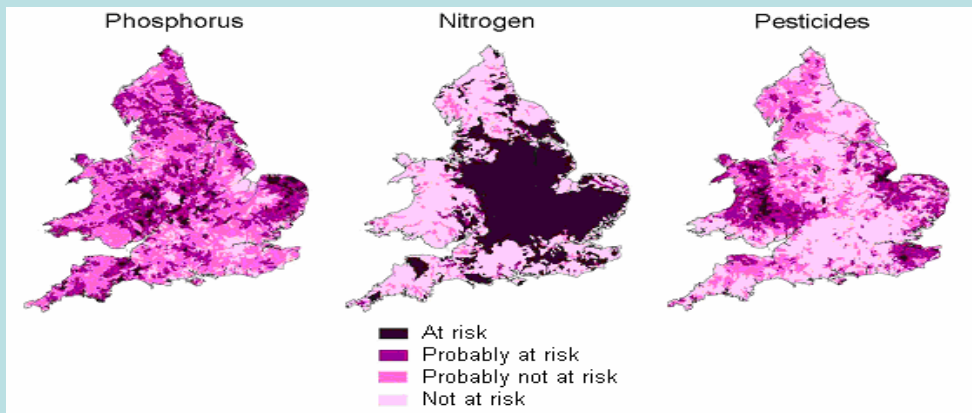 Phosphorus
Nitrogen
Pesticides
At risk
Probably at risk
Probably not at risk
Not at risk